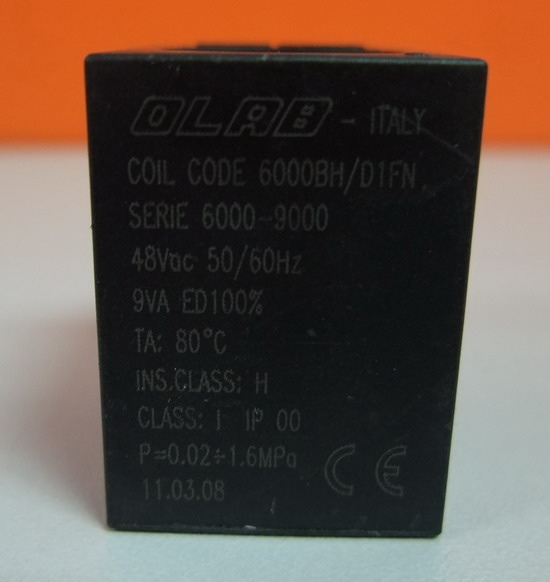 OLAB - ITALY
COIL CODE 6000BH/D1FN
SERIE 6000-9000
48Vac 50/60Hz
9VA ED100%
TA: 80°C
INS.CLASS: H
CLASS: I IP 00
P=0.02÷1.6MPa
CE
11.03.08